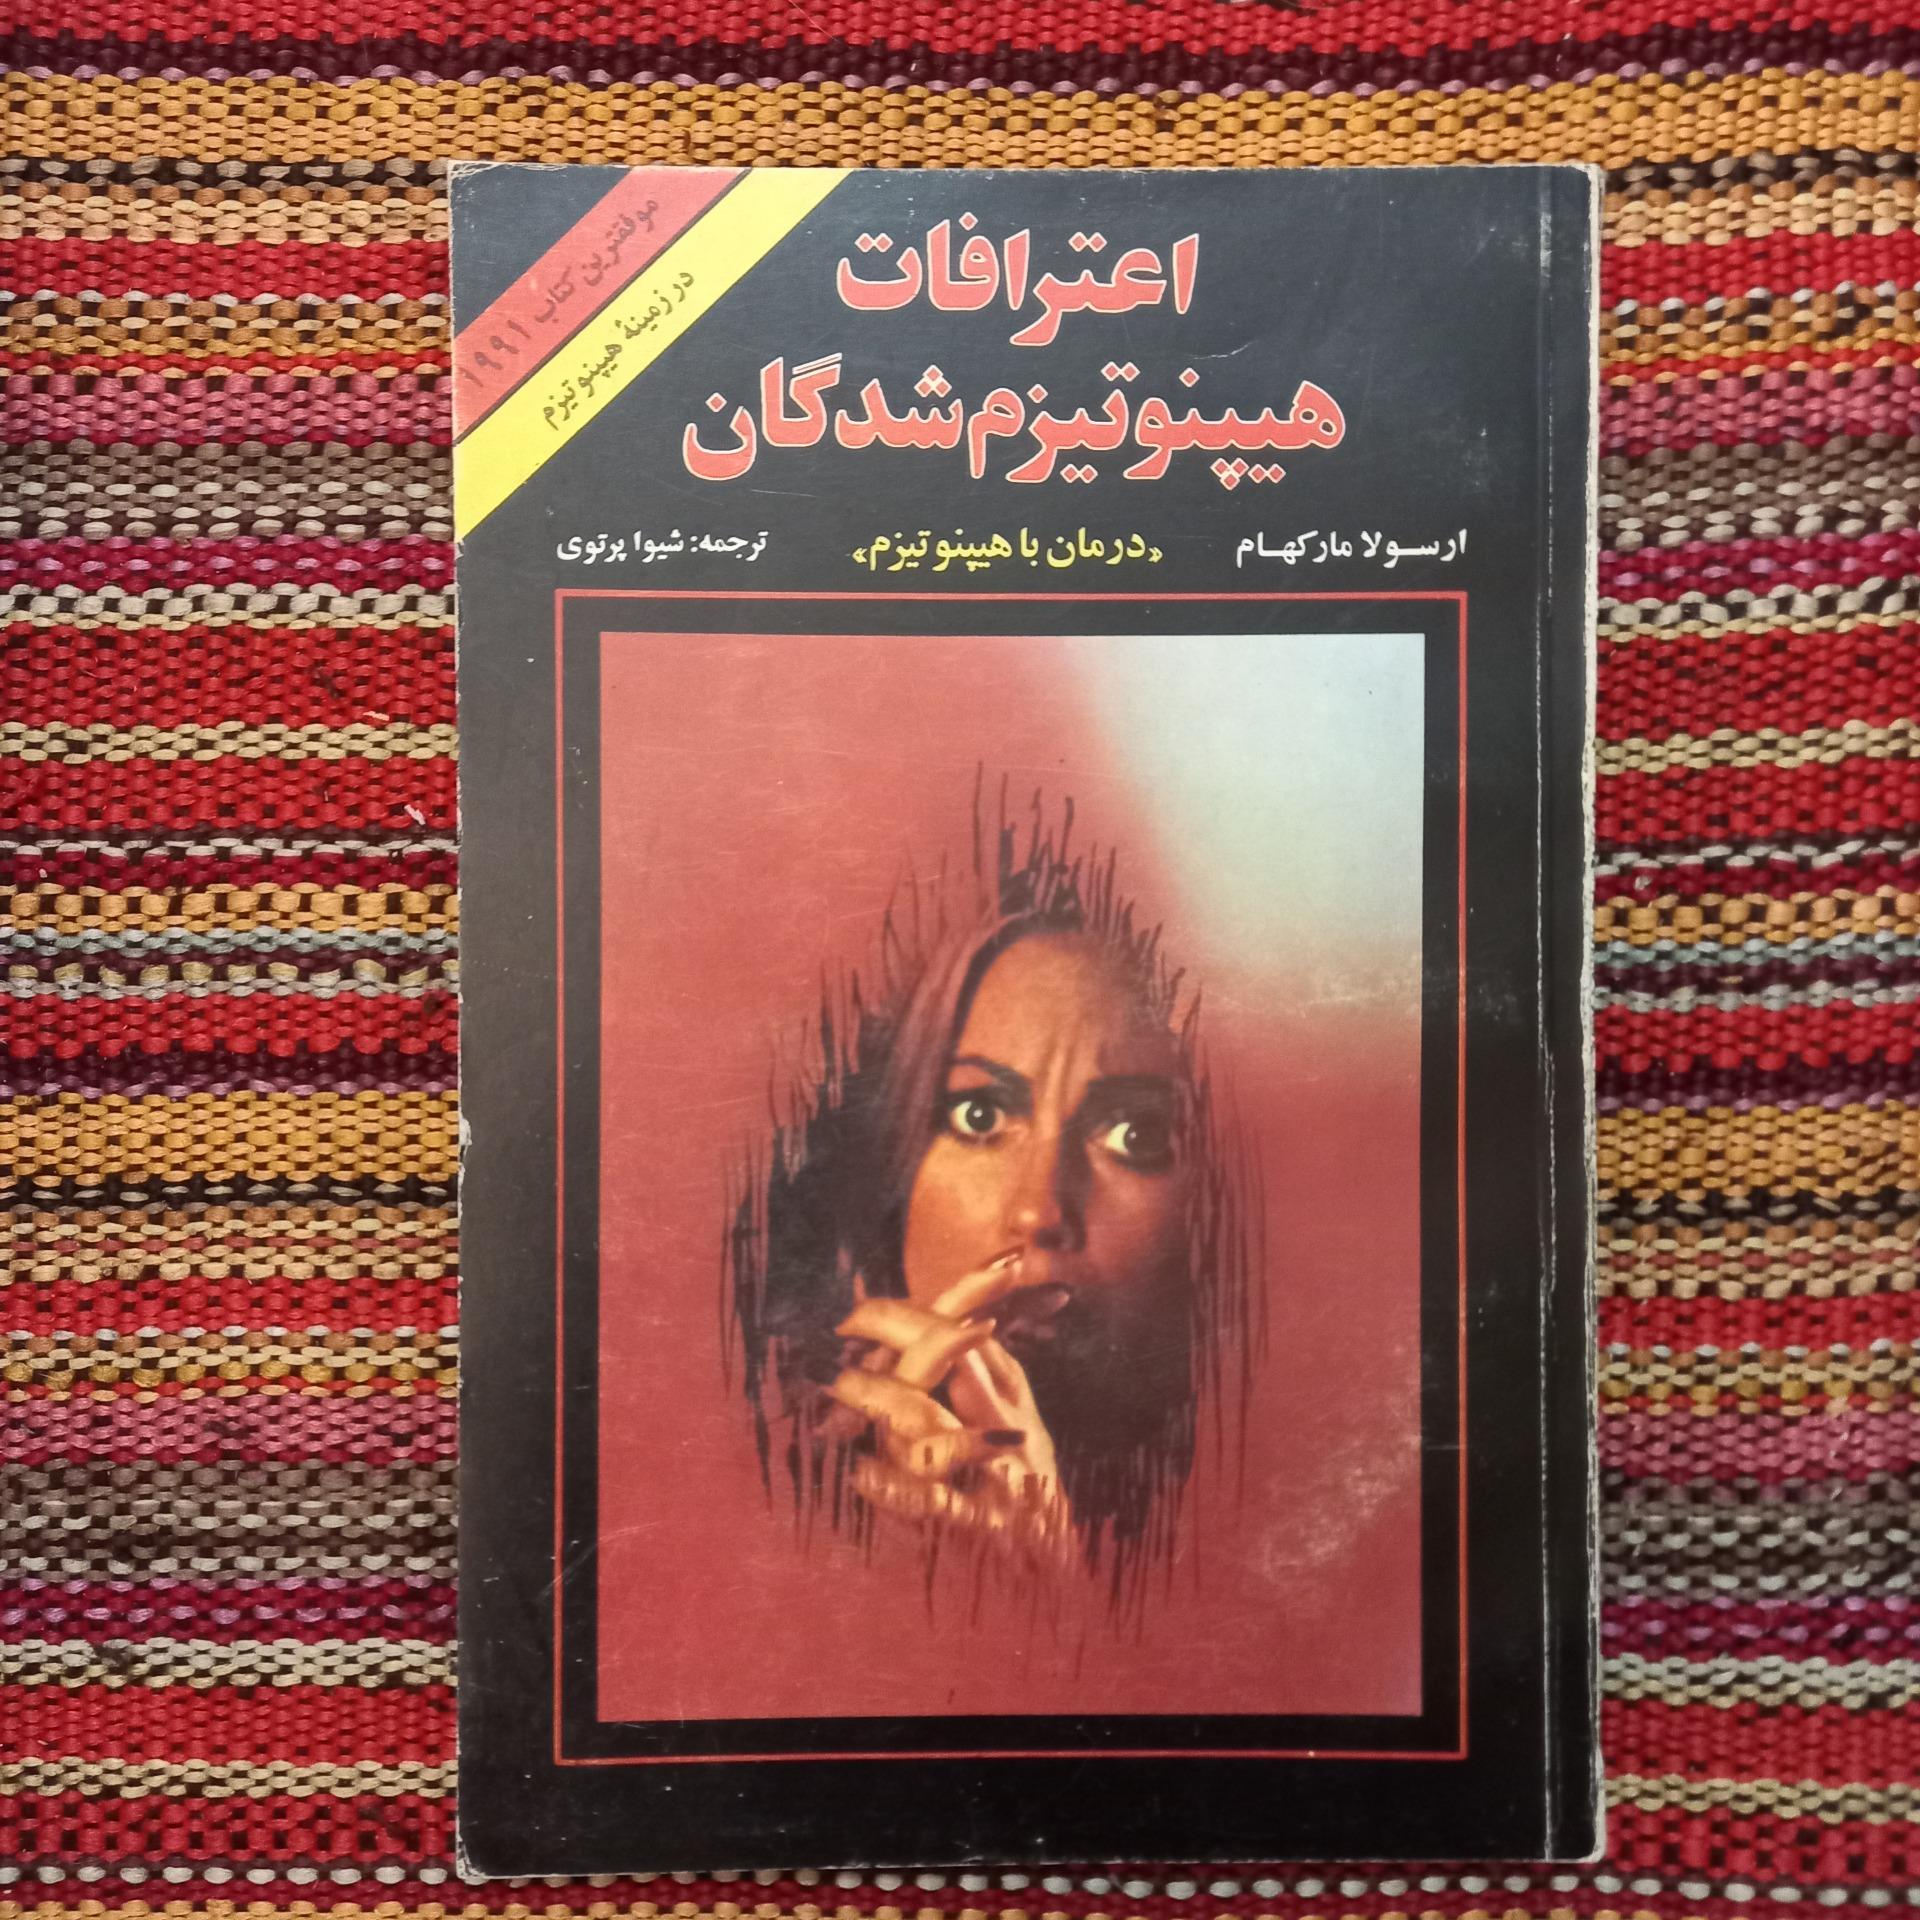 موفقترین کتاب ۱۹۹۱
در زمینهٔ هیپنوتیزم
اعترافات
هیپنوتیزم شدگان
ارسولا مارکهام «درمان با هیپنوتیزم» ترجمه: شیوا پرتوی